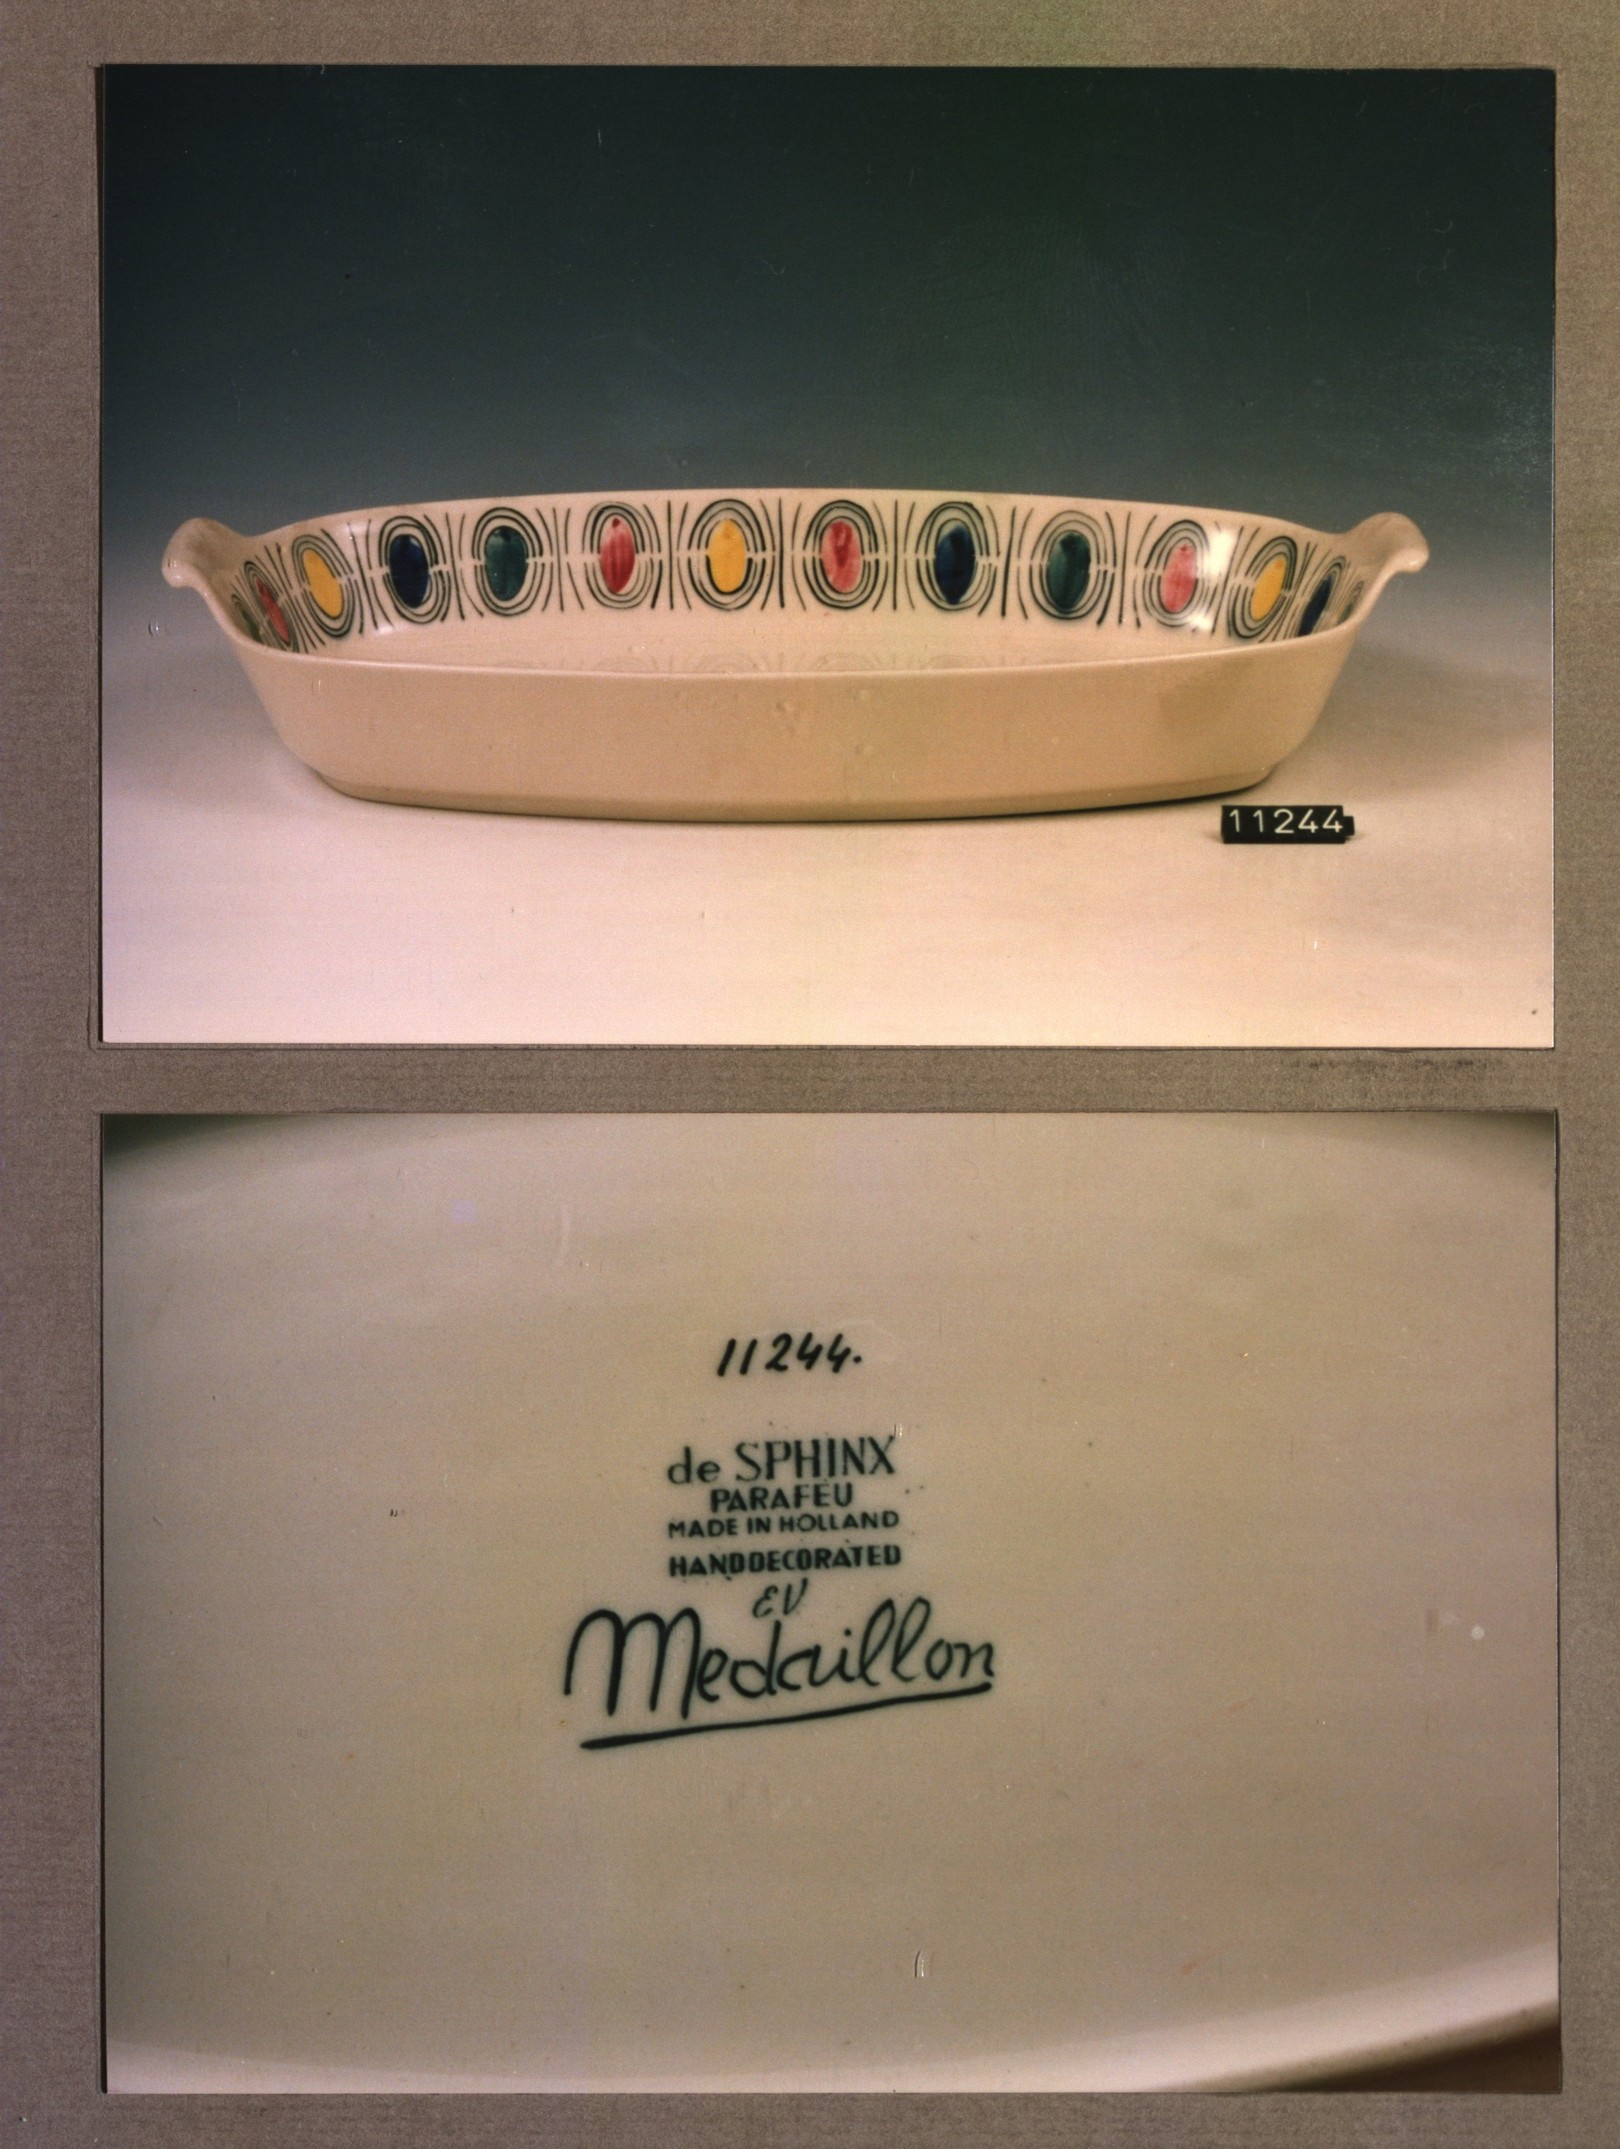 11244
11244.
de SPHINX
PARAFEU
MADE IN HOLLAND
HANDDECORATED
EV
Medaillon